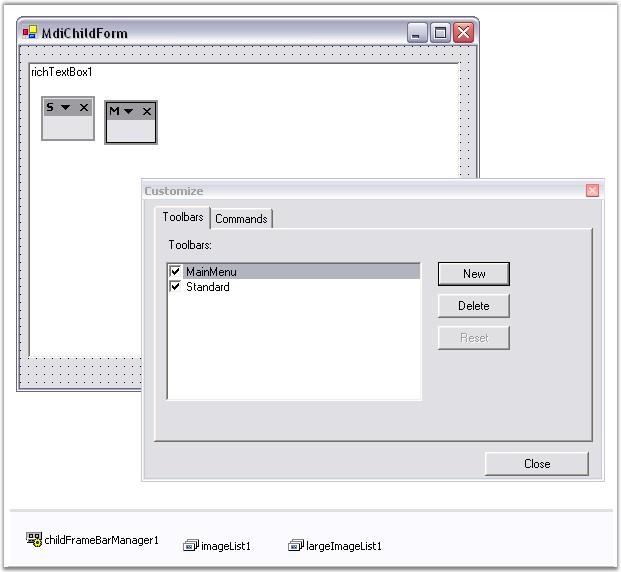 MdiChildForm
richTextBox1
S
M
Customize
Toolbars
Commands
Toolbars:
MainMenu
New
Standard
Delete
Reset
Close
childFrameBarManager1
imageList1
largeImageList1